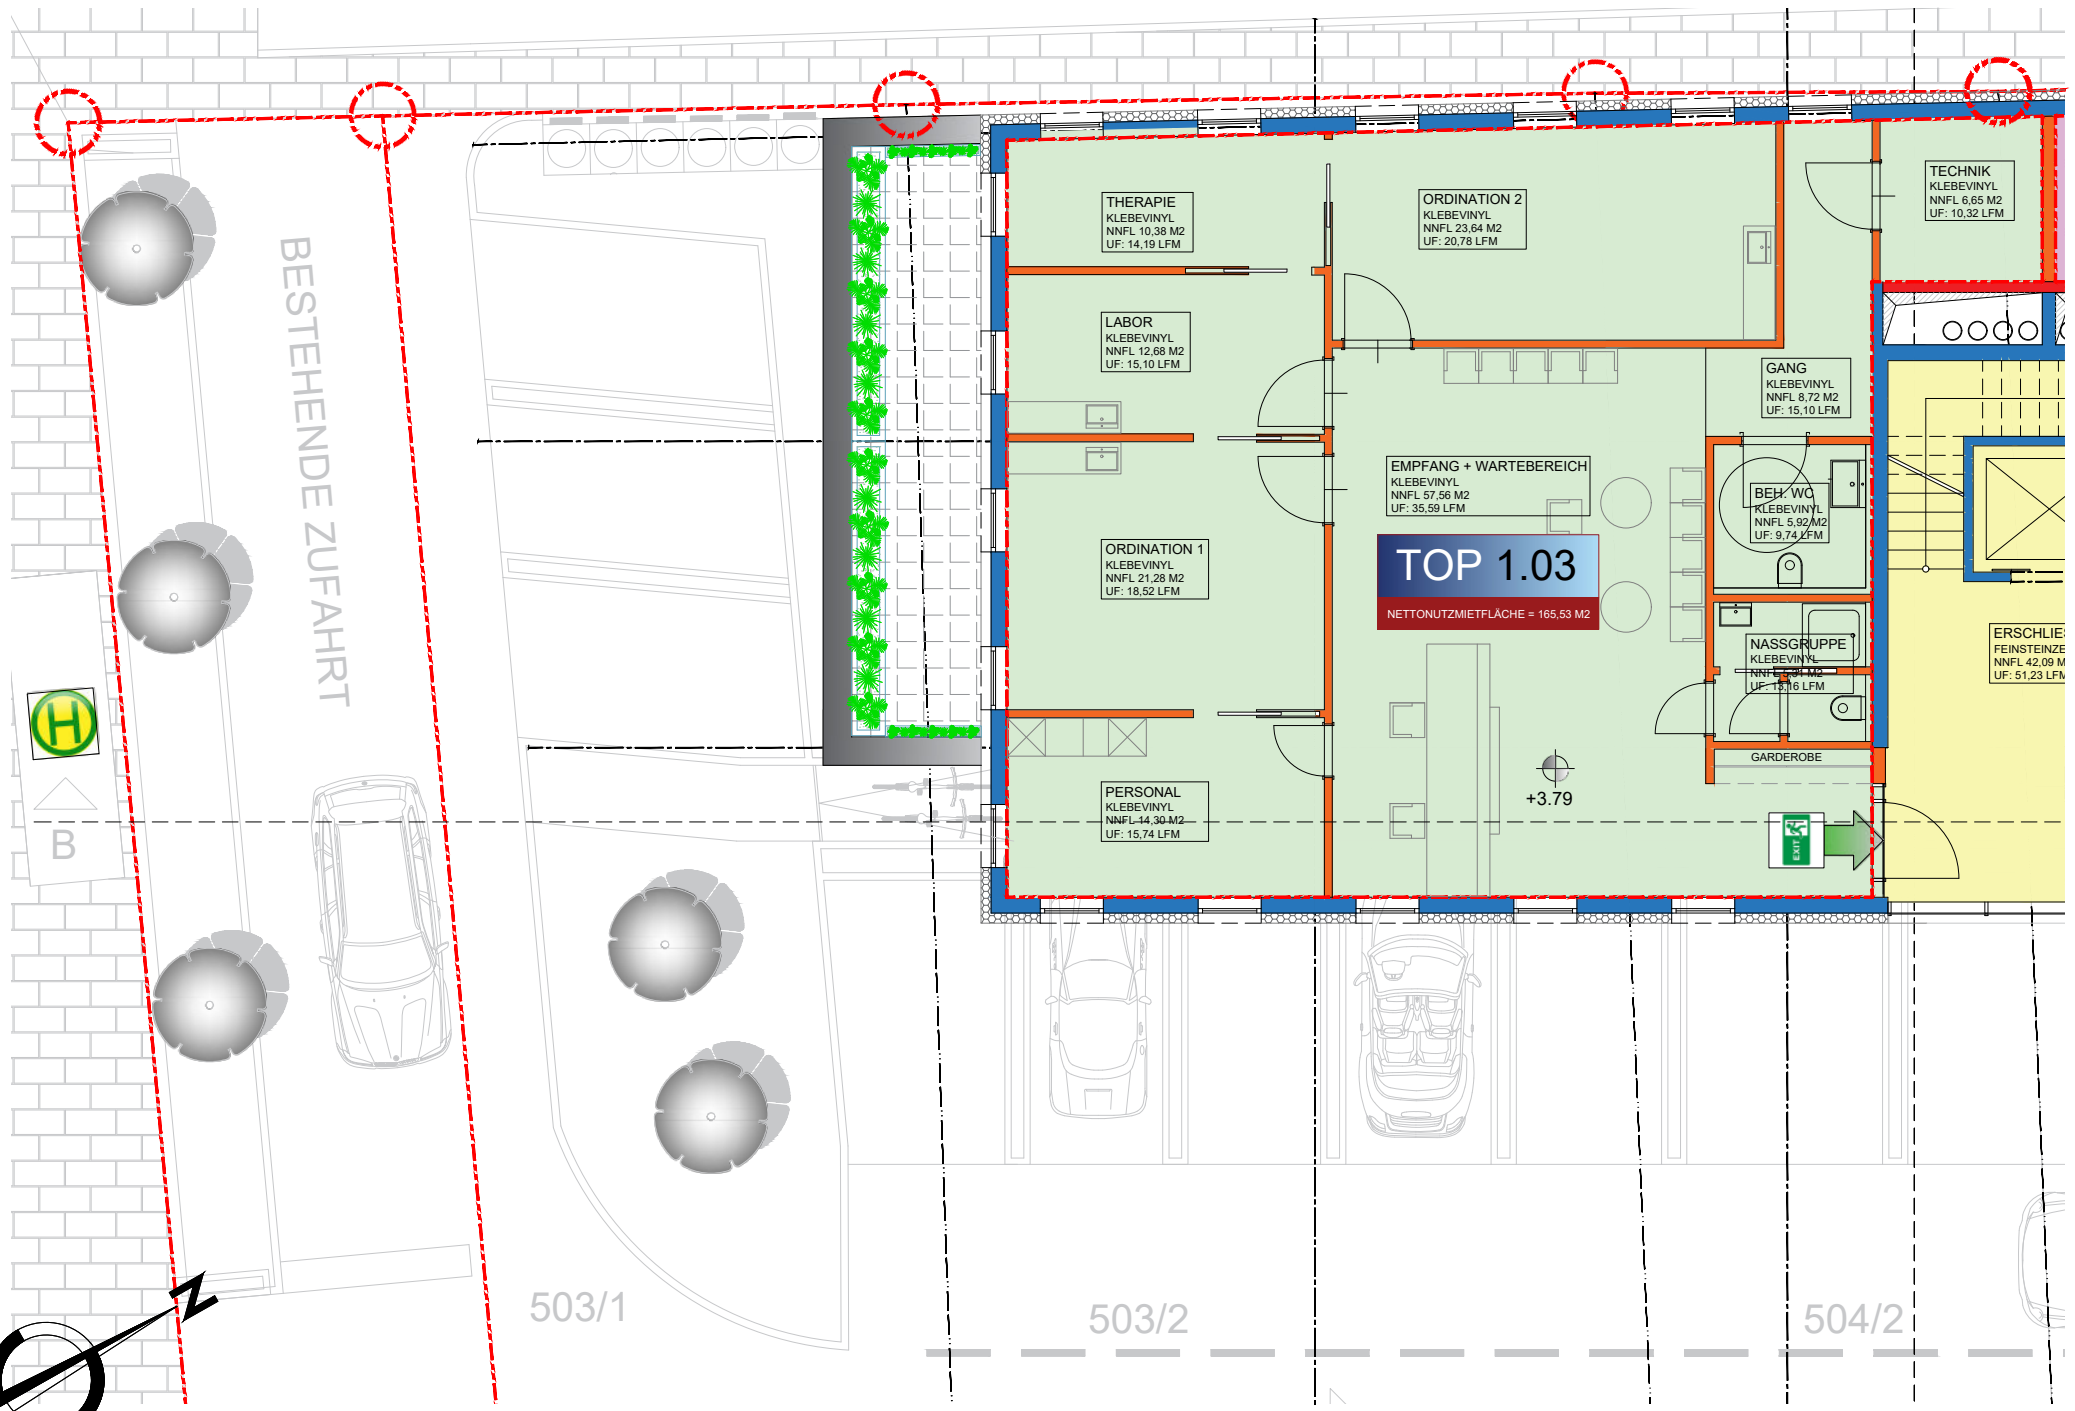 BESTEHENDE ZUFAHRT
THERAPIE
KLEBEVINYL
NNFL 10,38 M2
UF: 14,19 LFM
ORDINATION 2
KLEBEVINYL
NNFL 23,64 M2
UF: 20,78 LFM
TECHNIK
KLEBEVINYL
NNFL 6,65 M2
UF: 10,32 LFM
LABOR
KLEBEVINYL
NNFL 12,68 M2
UF: 15,10 LFM
GANG
KLEBEVINYL
NNFL 8,72 M2
UF: 15,10 LFM
EMPFANG + WARTEBEREICH
KLEBEVINYL
NNFL 57,56 M2
UF: 35,59 LFM
BEH. WC
KLEBEVINYL
NNFL 5,92 M2
UF: 9,74 LFM
ORDINATION 1
KLEBEVINYL
NNFL 21,28 M2
UF: 18,52 LFM
TOP 1.03
NETTONUTZMIETFLÄCHE = 165,53 M2
NASSGRUPPE
KLEBEVINYL
NNFL M2
UF: 13,16 LFM
ERSCHLIES
FEINSTEINZE
NNFL 42,09 M
UF: 51,23 LFM
H
GARDEROBE
PERSONAL
KLEBEVINYL
NNFL 14,30 M2
UF: 15,74 LFM
+3.79
EXIT
B
N
503/1
503/2
504/2